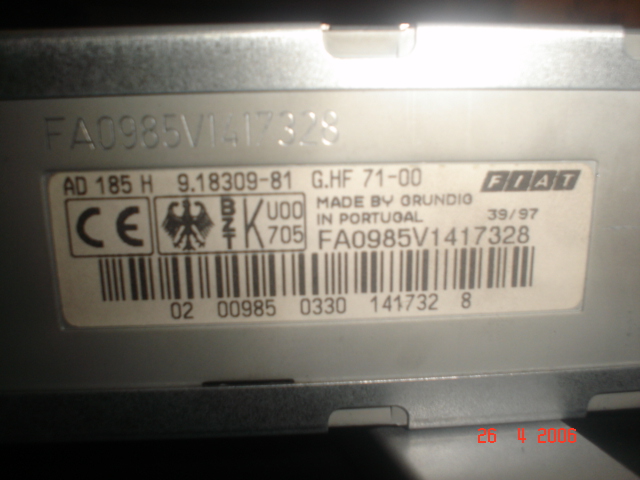 FA0985V1417328
AD 185 H 9.18309-81 G.HF 71-00 FIAT
CE BZT K U00 705
MADE BY GRUNDIG
IN PORTUGAL 39/97
FA0985V1417328
02 00985 0330 141732 8
26 4 2006